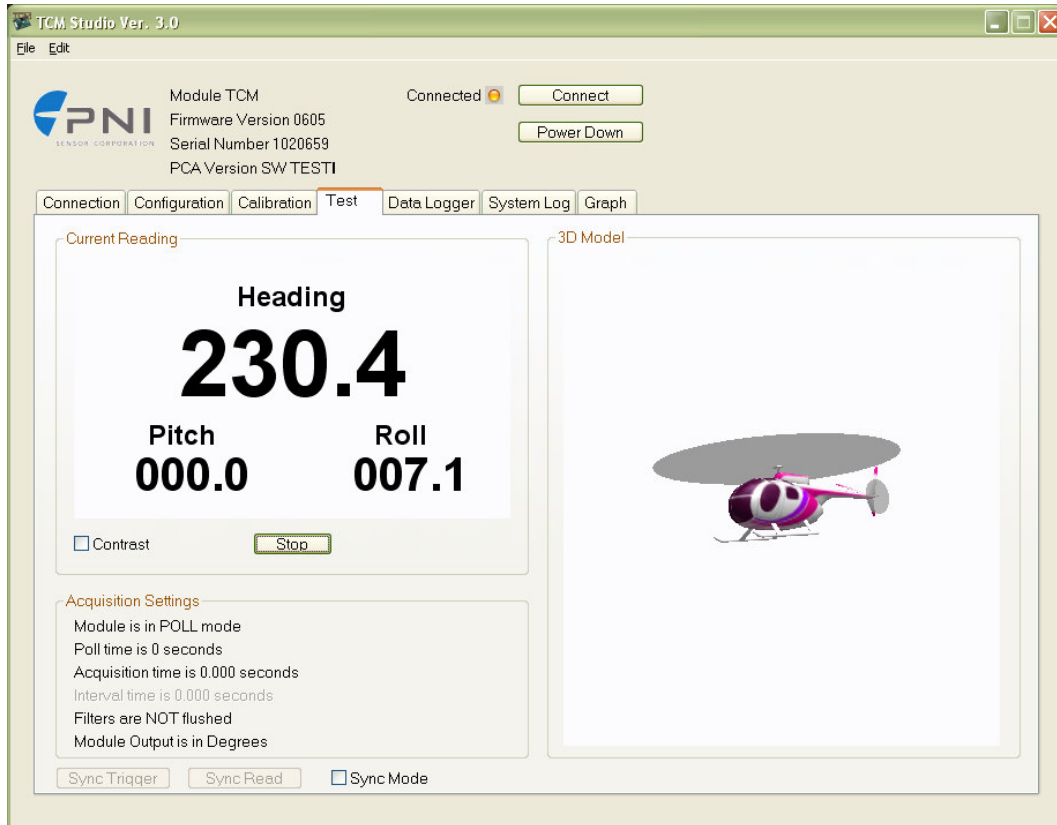 TCM Studio Ver. 3.0
File Edit
PNI
SENSOR CORPORATION
Module TCM
Firmware Version 0605
Serial Number 1020659
PCA Version SW TESTI
Connected
Connect
Power Down
Connection Configuration Calibration Test Data Logger System Log Graph
Current Reading
Heading
230.4
Pitch Roll
000.0 007.1
Contrast
Stop
3D Model
Acquisition Settings
Module is in POLL mode
Poll time is 0 seconds
Acquisition time is 0.000 seconds
Interval time is 0.000 seconds
Filters are NOT flushed
Module Output is in Degrees
Sync Trigger Sync Read Sync Mode